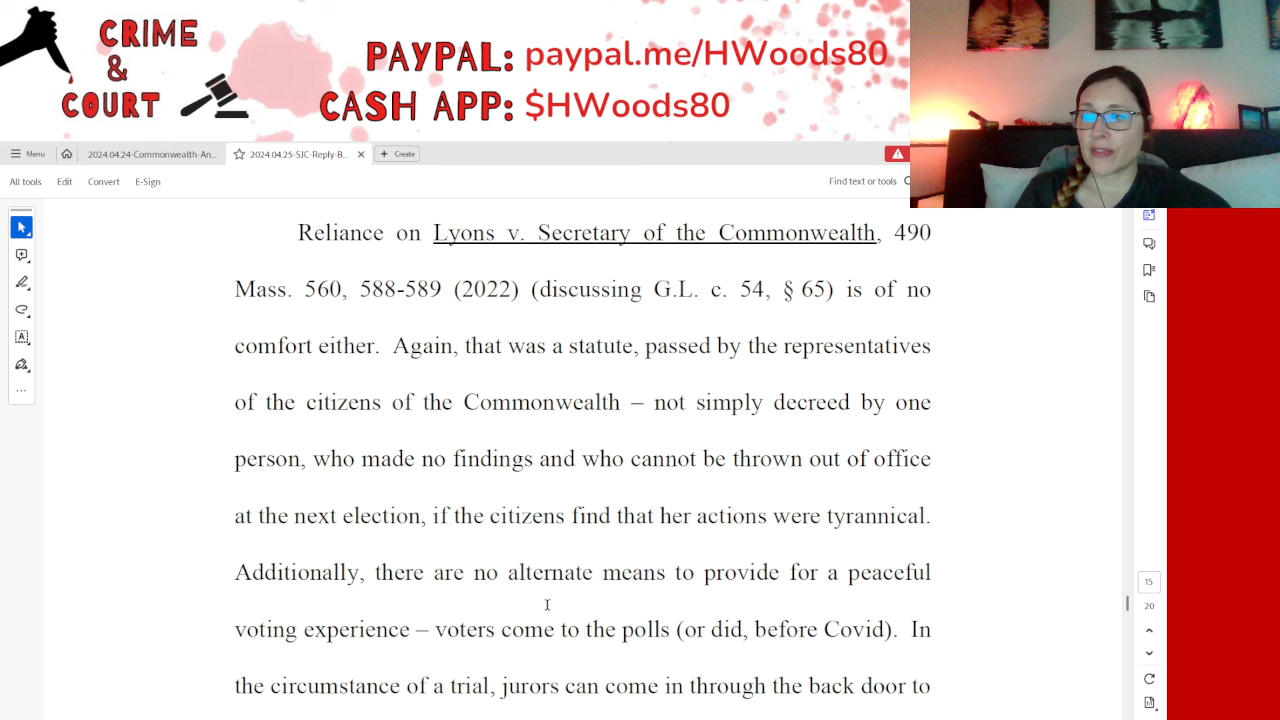 CRIME
&
COURT
PAYPAL: paypal.me/HWoods80
CASH APP: $HWoods80
Menu
2024.04.24-Commonwealth-An...
2024.04.25-SJC-Reply-B...
Create
All tools
Edit
Convert
E-Sign
Find text or tools
Reliance on Lyons v. Secretary of the Commonwealth, 490
Mass. 560, 588-589 (2022) (discussing G.L. c. 54, § 65) is of no
comfort either. Again, that was a statute, passed by the representatives
of the citizens of the Commonwealth – not simply decreed by one
person, who made no findings and who cannot be thrown out of office
at the next election, if the citizens find that her actions were tyrannical.
Additionally, there are no alternate means to provide for a peaceful
voting experience – voters come to the polls (or did, before Covid). In
the circumstance of a trial, jurors can come in through the back door to
15
20